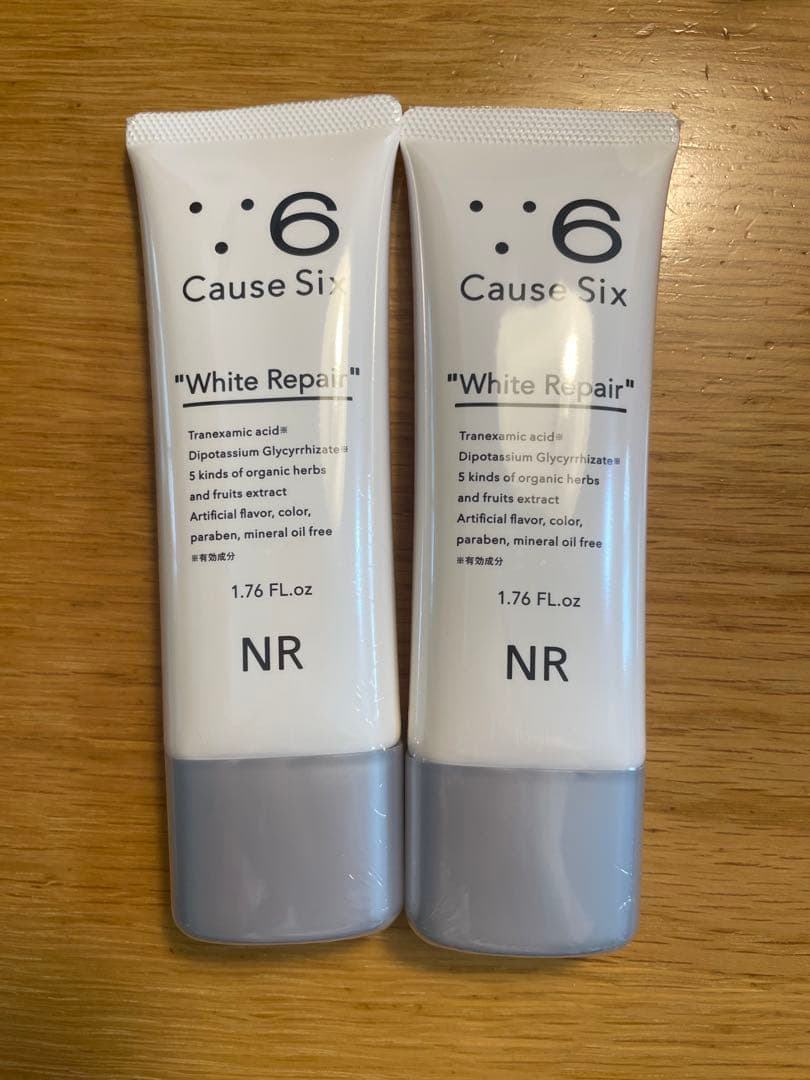 6
Cause Six
"White Repair"
Tranexamic acid※
Dipotassium Glycyrrhizate※
5 kinds of organic herbs
and fruits extract
Artificial flavor, color,
paraben, mineral oil free
※有効成分
1.76 FL.oz
NR
6
Cause Six
"White Repair"
Tranexamic acid※
Dipotassium Glycyrrhizate※
5 kinds of organic herbs
and fruits extract
Artificial flavor, color,
paraben, mineral oil free
※有効成分
1.76 FL.oz
NR